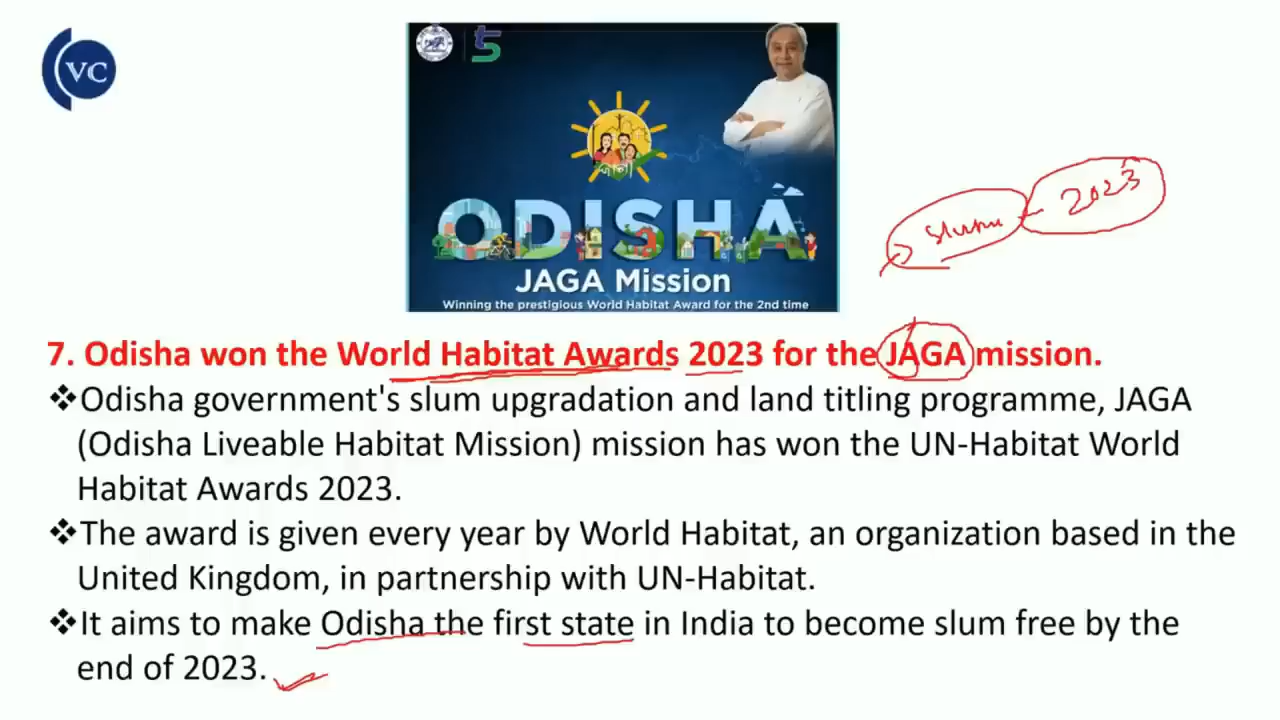 VC
t5
ଜାଗା
ODISHA
JAGA Mission
Winning the prestigious World Habitat Award for the 2nd time
slum - 2023
7. Odisha won the World Habitat Awards 2023 for the JAGA mission.
❖Odisha government's slum upgradation and land titling programme, JAGA
(Odisha Liveable Habitat Mission) mission has won the UN-Habitat World
Habitat Awards 2023.
❖The award is given every year by World Habitat, an organization based in the
United Kingdom, in partnership with UN-Habitat.
❖It aims to make Odisha the first state in India to become slum free by the
end of 2023.